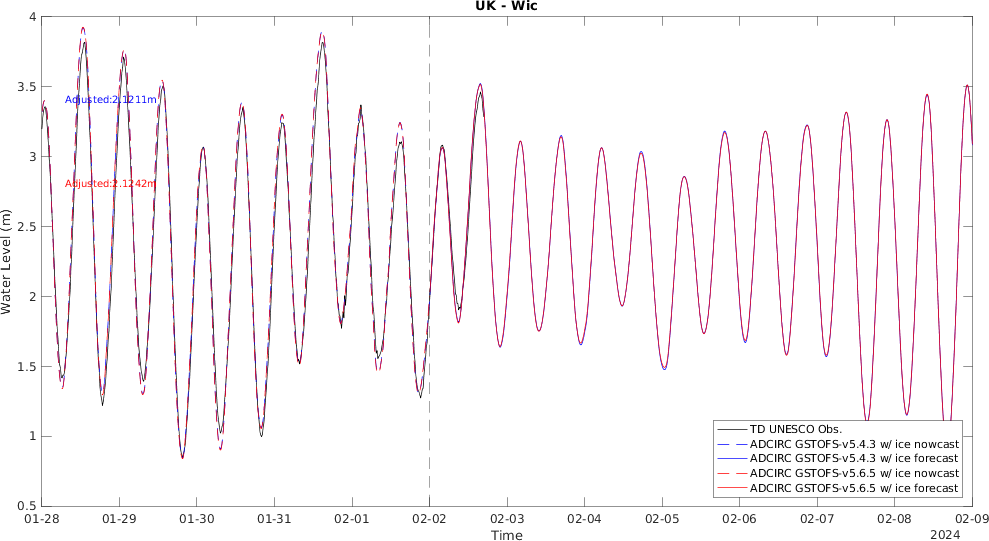 UK - Wic
4
3.5
3
2.5
2
1.5
1
0.5
Water Level (m)
Adjusted:2.1211m
Adjusted:2.1242m
TD UNESCO Obs.
ADCIRC GSTOFS-v5.4.3 w/ ice nowcast
ADCIRC GSTOFS-v5.4.3 w/ ice forecast
ADCIRC GSTOFS-v5.6.5 w/ ice nowcast
ADCIRC GSTOFS-v5.6.5 w/ ice forecast
01-28 01-29 01-30 01-31 02-01 02-02 02-03 02-04 02-05 02-06 02-07 02-08 02-09
Time
2024